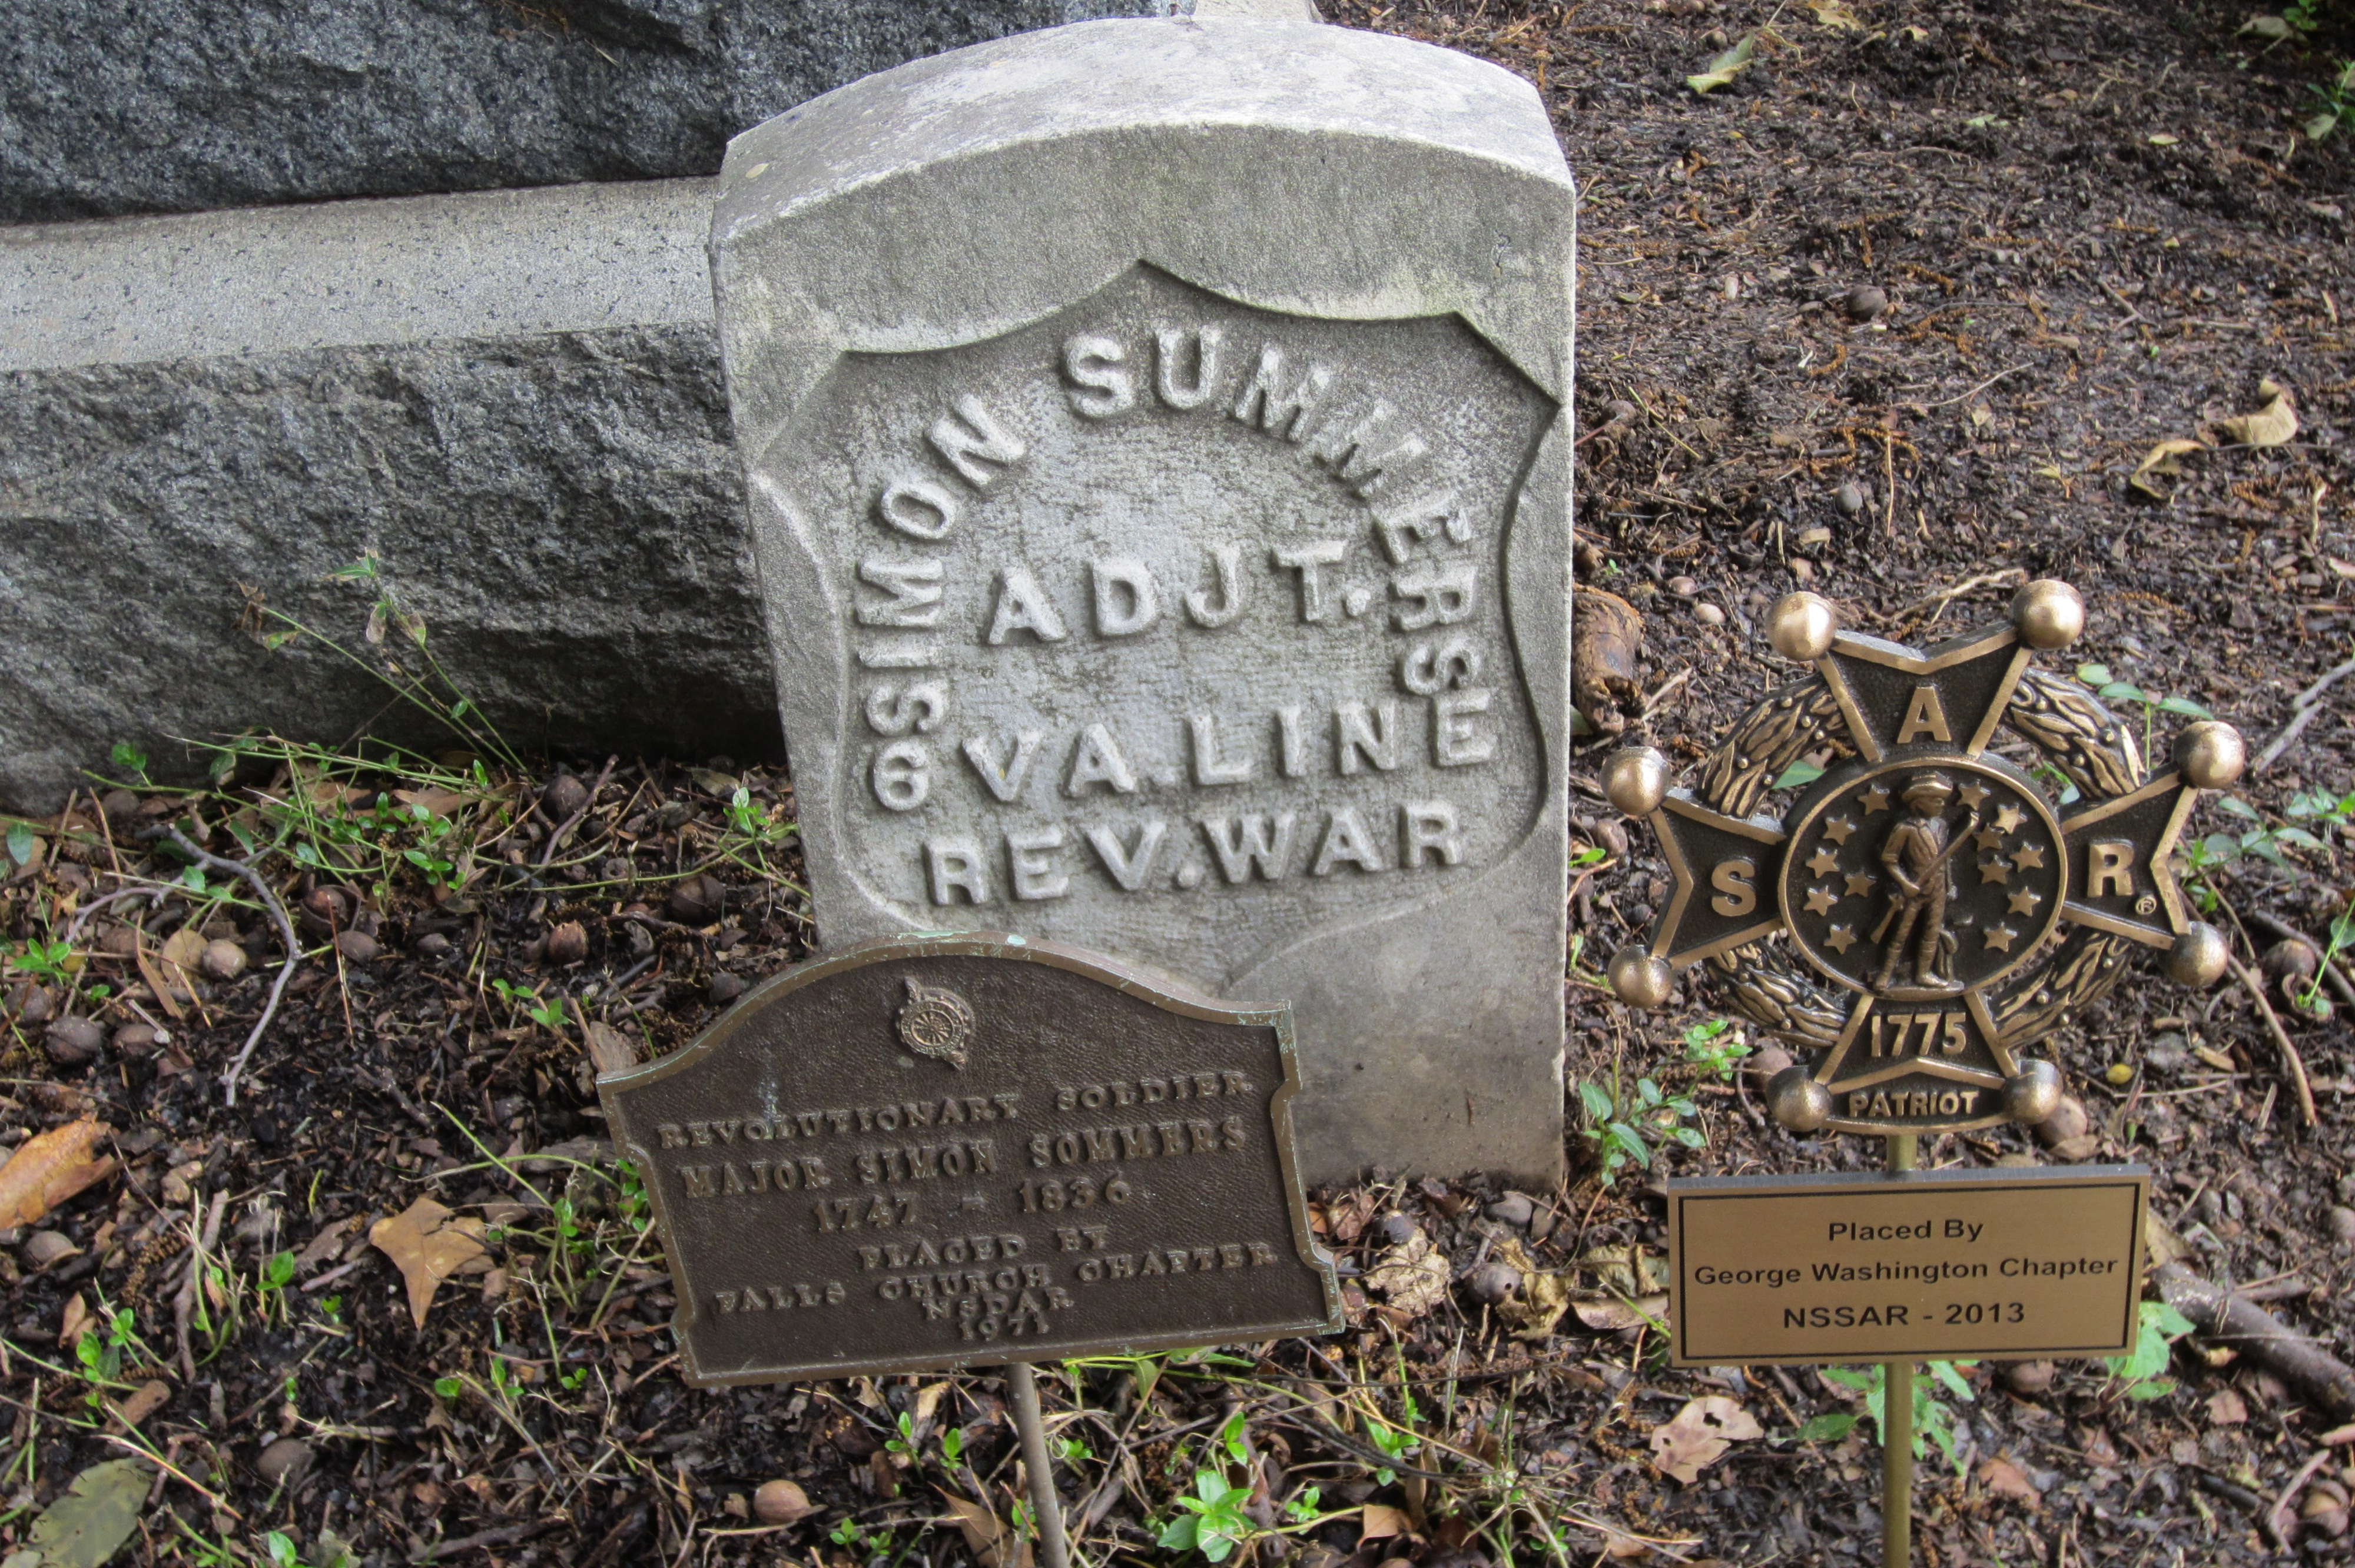 SIMON SUMMERS
ADJT.
6 VA. LINE
REV. WAR
REVOLUTIONARY SOLDIER
MAJOR SIMON SOMMERS
1747 - 1836
PLACED BY
FALLS CHURCH CHAPTER
NSDAR
1971
A
S R ®
1775
PATRIOT
Placed By
George Washington Chapter
NSSAR - 2013